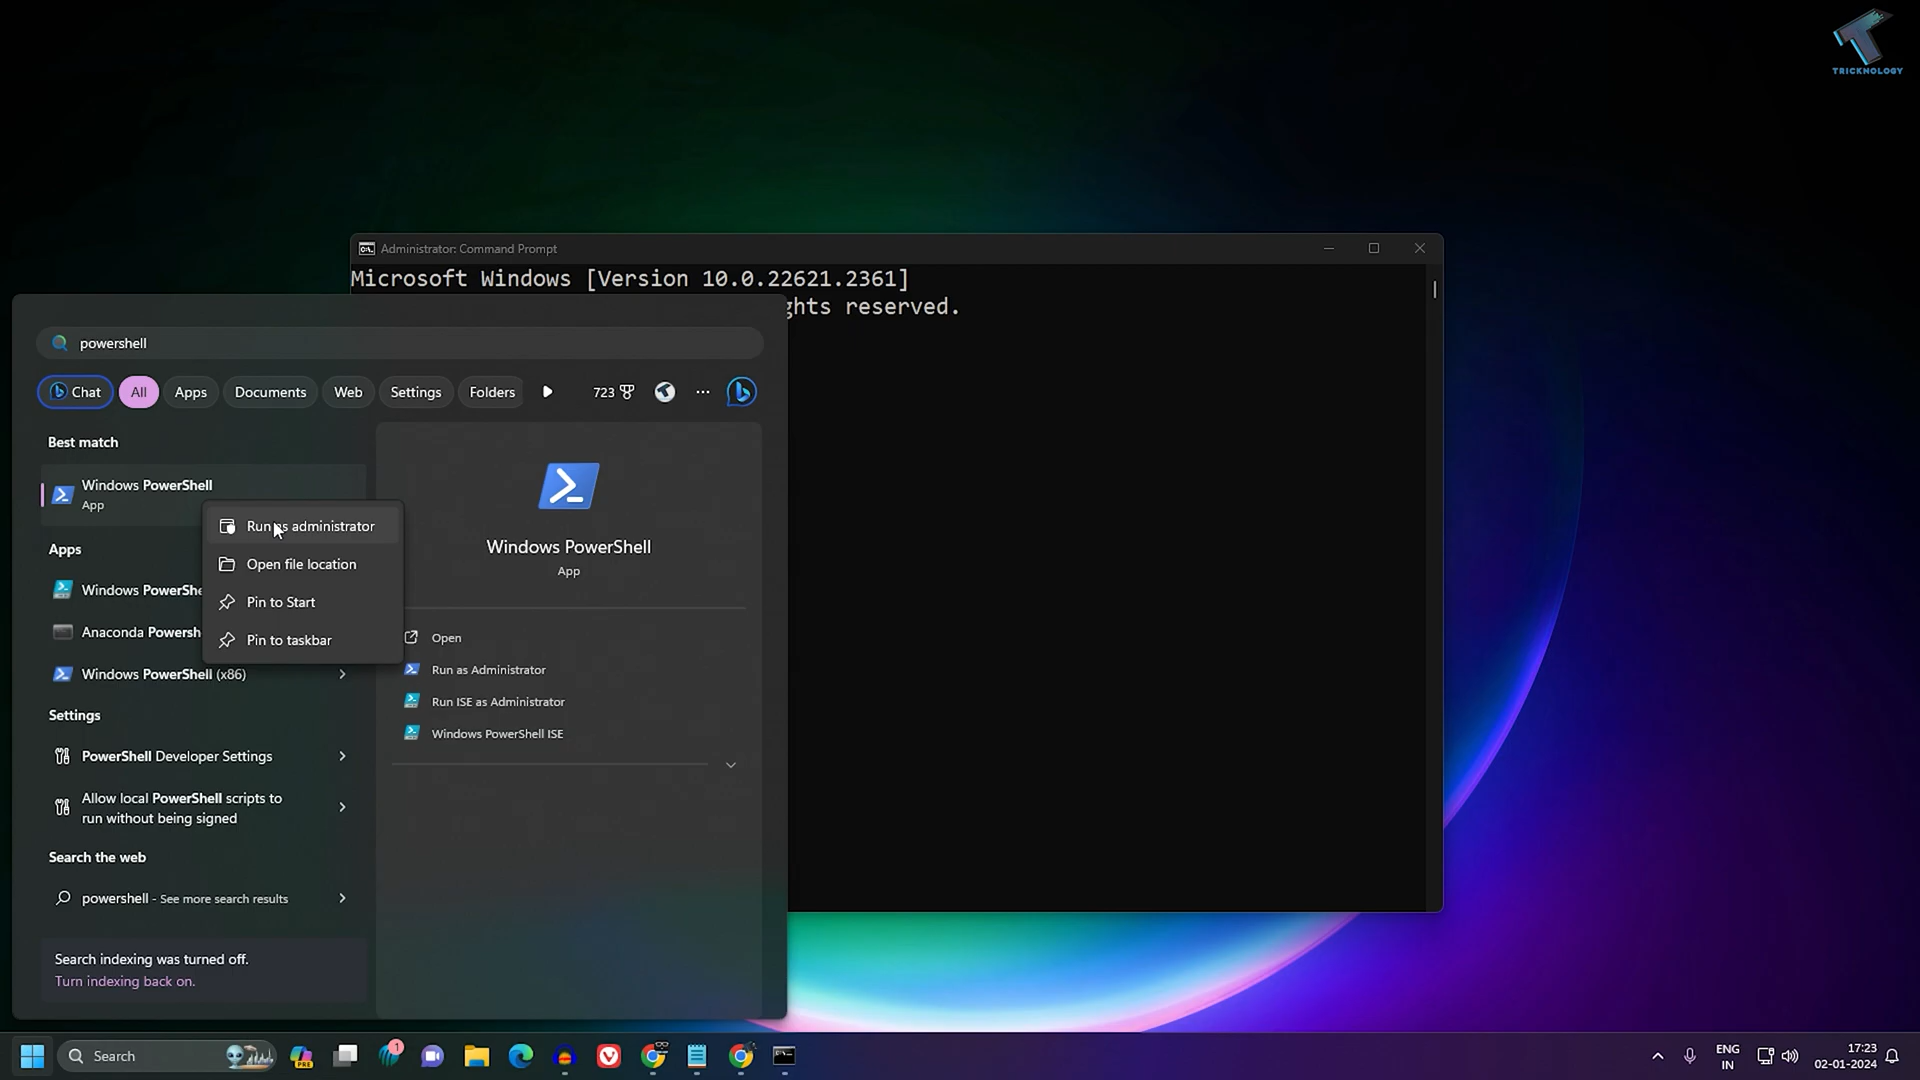 TRICKNOLOGY
Administrator: Command Prompt
Microsoft Windows [Version 10.0.22621.2361]
ghts reserved.
powershell
Chat
All
Apps
Documents
Web
Settings
Folders
723
Best match
Windows PowerShell
App
Run as administrator
Open file location
Pin to Start
Pin to taskbar
Apps
Windows PowerShe
Anaconda Powersh
Windows PowerShell (x86)
Settings
PowerShell Developer Settings
Allow local PowerShell scripts to
run without being signed
Search the web
powershell - See more search results
Search indexing was turned off.
Turn indexing back on.
Windows PowerShell
App
Open
Run as Administrator
Run ISE as Administrator
Windows PowerShell ISE
Search
PRE
1
ENG
IN
17:23
02-01-2024